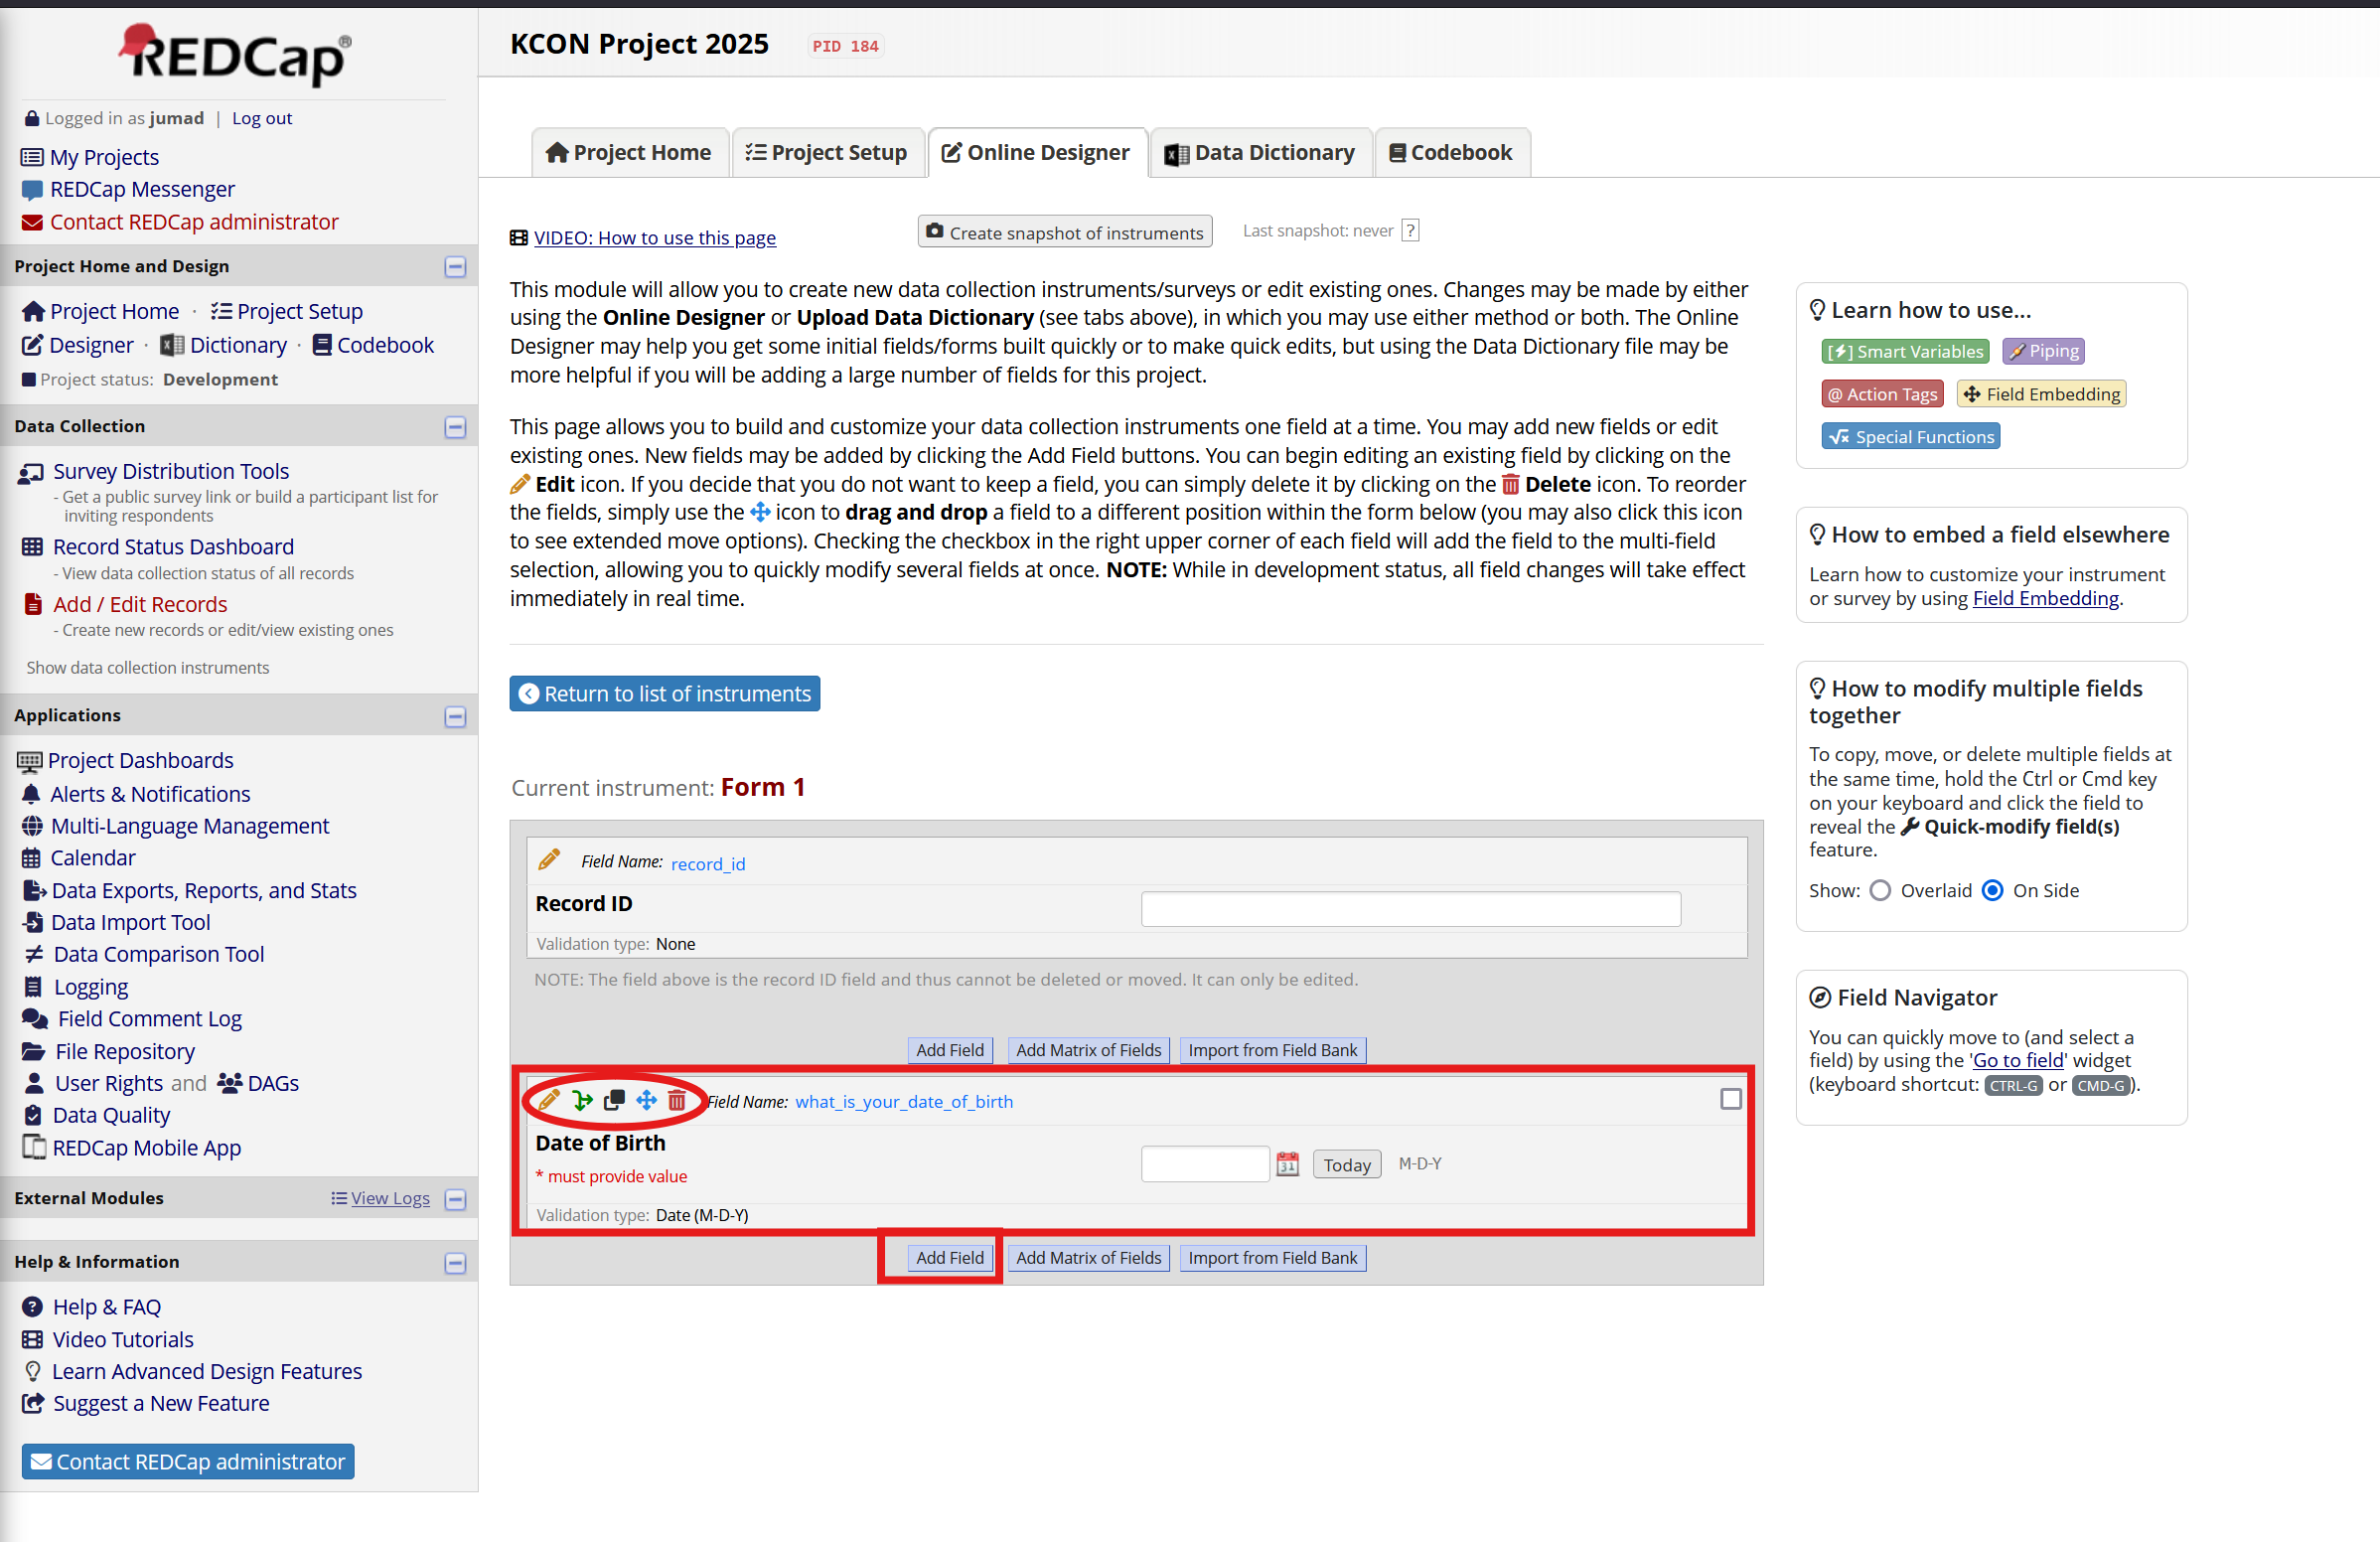 REDCap®
Logged in as jumad | Log out
My Projects
REDCap Messenger
Contact REDCap administrator
Project Home and Design
Project Home · Project Setup
Designer · Dictionary · Codebook
Project status: Development
Data Collection
Survey Distribution Tools
- Get a public survey link or build a participant list for
inviting respondents
Record Status Dashboard
- View data collection status of all records
Add / Edit Records
- Create new records or edit/view existing ones
Show data collection instruments
Applications
Project Dashboards
Alerts & Notifications
Multi-Language Management
Calendar
Data Exports, Reports, and Stats
Data Import Tool
Data Comparison Tool
Logging
Field Comment Log
File Repository
User Rights and DAGs
Data Quality
REDCap Mobile App
External Modules View Logs
Help & Information
Help & FAQ
Video Tutorials
Learn Advanced Design Features
Suggest a New Feature
Contact REDCap administrator
KCON Project 2025 PID 184
Project Home Project Setup Online Designer Data Dictionary Codebook
VIDEO: How to use this page Create snapshot of instruments Last snapshot: never ?
This module will allow you to create new data collection instruments/surveys or edit existing ones. Changes may be made by either
using the Online Designer or Upload Data Dictionary (see tabs above), in which you may use either method or both. The Online
Designer may help you get some initial fields/forms built quickly or to make quick edits, but using the Data Dictionary file may be
more helpful if you will be adding a large number of fields for this project.
This page allows you to build and customize your data collection instruments one field at a time. You may add new fields or edit
existing ones. New fields may be added by clicking the Add Field buttons. You can begin editing an existing field by clicking on the
Edit icon. If you decide that you do not want to keep a field, you can simply delete it by clicking on the Delete icon. To reorder
the fields, simply use the icon to drag and drop a field to a different position within the form below (you may also click this icon
to see extended move options). Checking the checkbox in the right upper corner of each field will add the field to the multi-field
selection, allowing you to quickly modify several fields at once. NOTE: While in development status, all field changes will take effect
immediately in real time.
Return to list of instruments
Current instrument: Form 1
Field Name: record_id
Record ID
Validation type: None
NOTE: The field above is the record ID field and thus cannot be deleted or moved. It can only be edited.
Add Field Add Matrix of Fields Import from Field Bank
Field Name: what_is_your_date_of_birth
Date of Birth
* must provide value
31 Today M-D-Y
Validation type: Date (M-D-Y)
Add Field Add Matrix of Fields Import from Field Bank
Learn how to use...
[⚡] Smart Variables Piping
@ Action Tags Field Embedding
√x Special Functions
How to embed a field elsewhere
Learn how to customize your instrument
or survey by using Field Embedding.
How to modify multiple fields
together
To copy, move, or delete multiple fields at
the same time, hold the Ctrl or Cmd key
on your keyboard and click the field to
reveal the Quick-modify field(s)
feature.
Show: Overlaid On Side
Field Navigator
You can quickly move to (and select a
field) by using the 'Go to field' widget
(keyboard shortcut: CTRL-G or CMD-G).